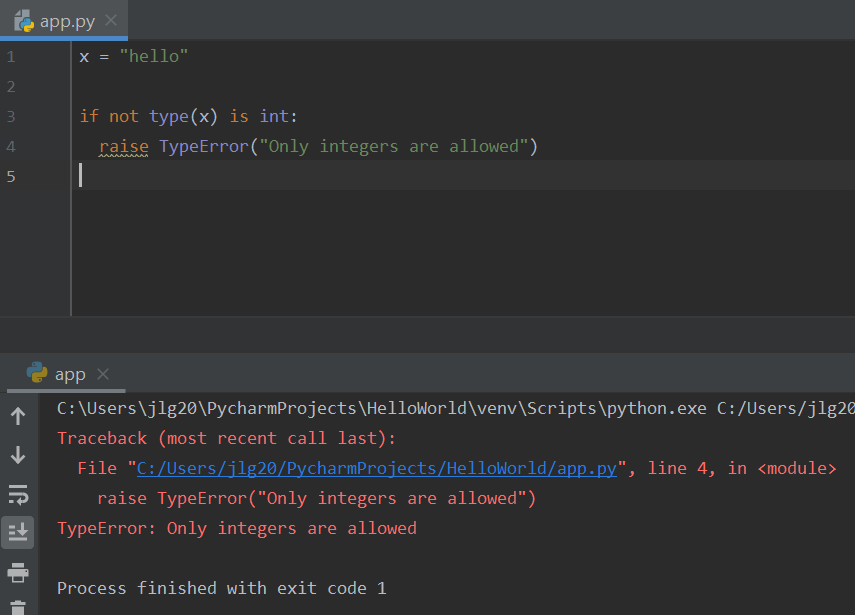 app.py
1 x = "hello"
2
3 if not type(x) is int:
4   raise TypeError("Only integers are allowed")
5
app
C:\Users\jlg20\PycharmProjects\HelloWorld\venv\Scripts\python.exe C:/Users/jlg20
Traceback (most recent call last):
  File "C:/Users/jlg20/PycharmProjects/HelloWorld/app.py", line 4, in <module>
    raise TypeError("Only integers are allowed")
TypeError: Only integers are allowed
Process finished with exit code 1